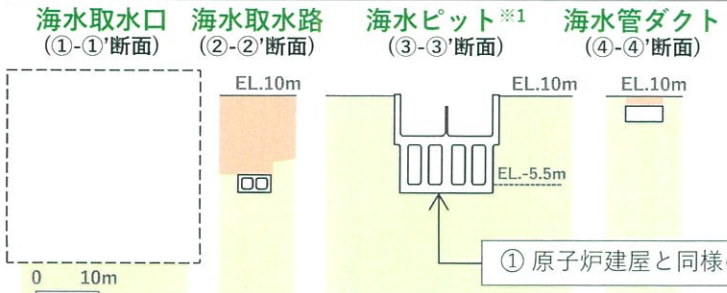 海水取水口 海水取水路 海水ピット※1 海水管ダクト
(①-①'断面) (②-②'断面) (③-③'断面) (④-④'断面)
EL.10m EL.10m EL.10m
EL.-5.5m
① 原子炉建屋と同様
0 10m